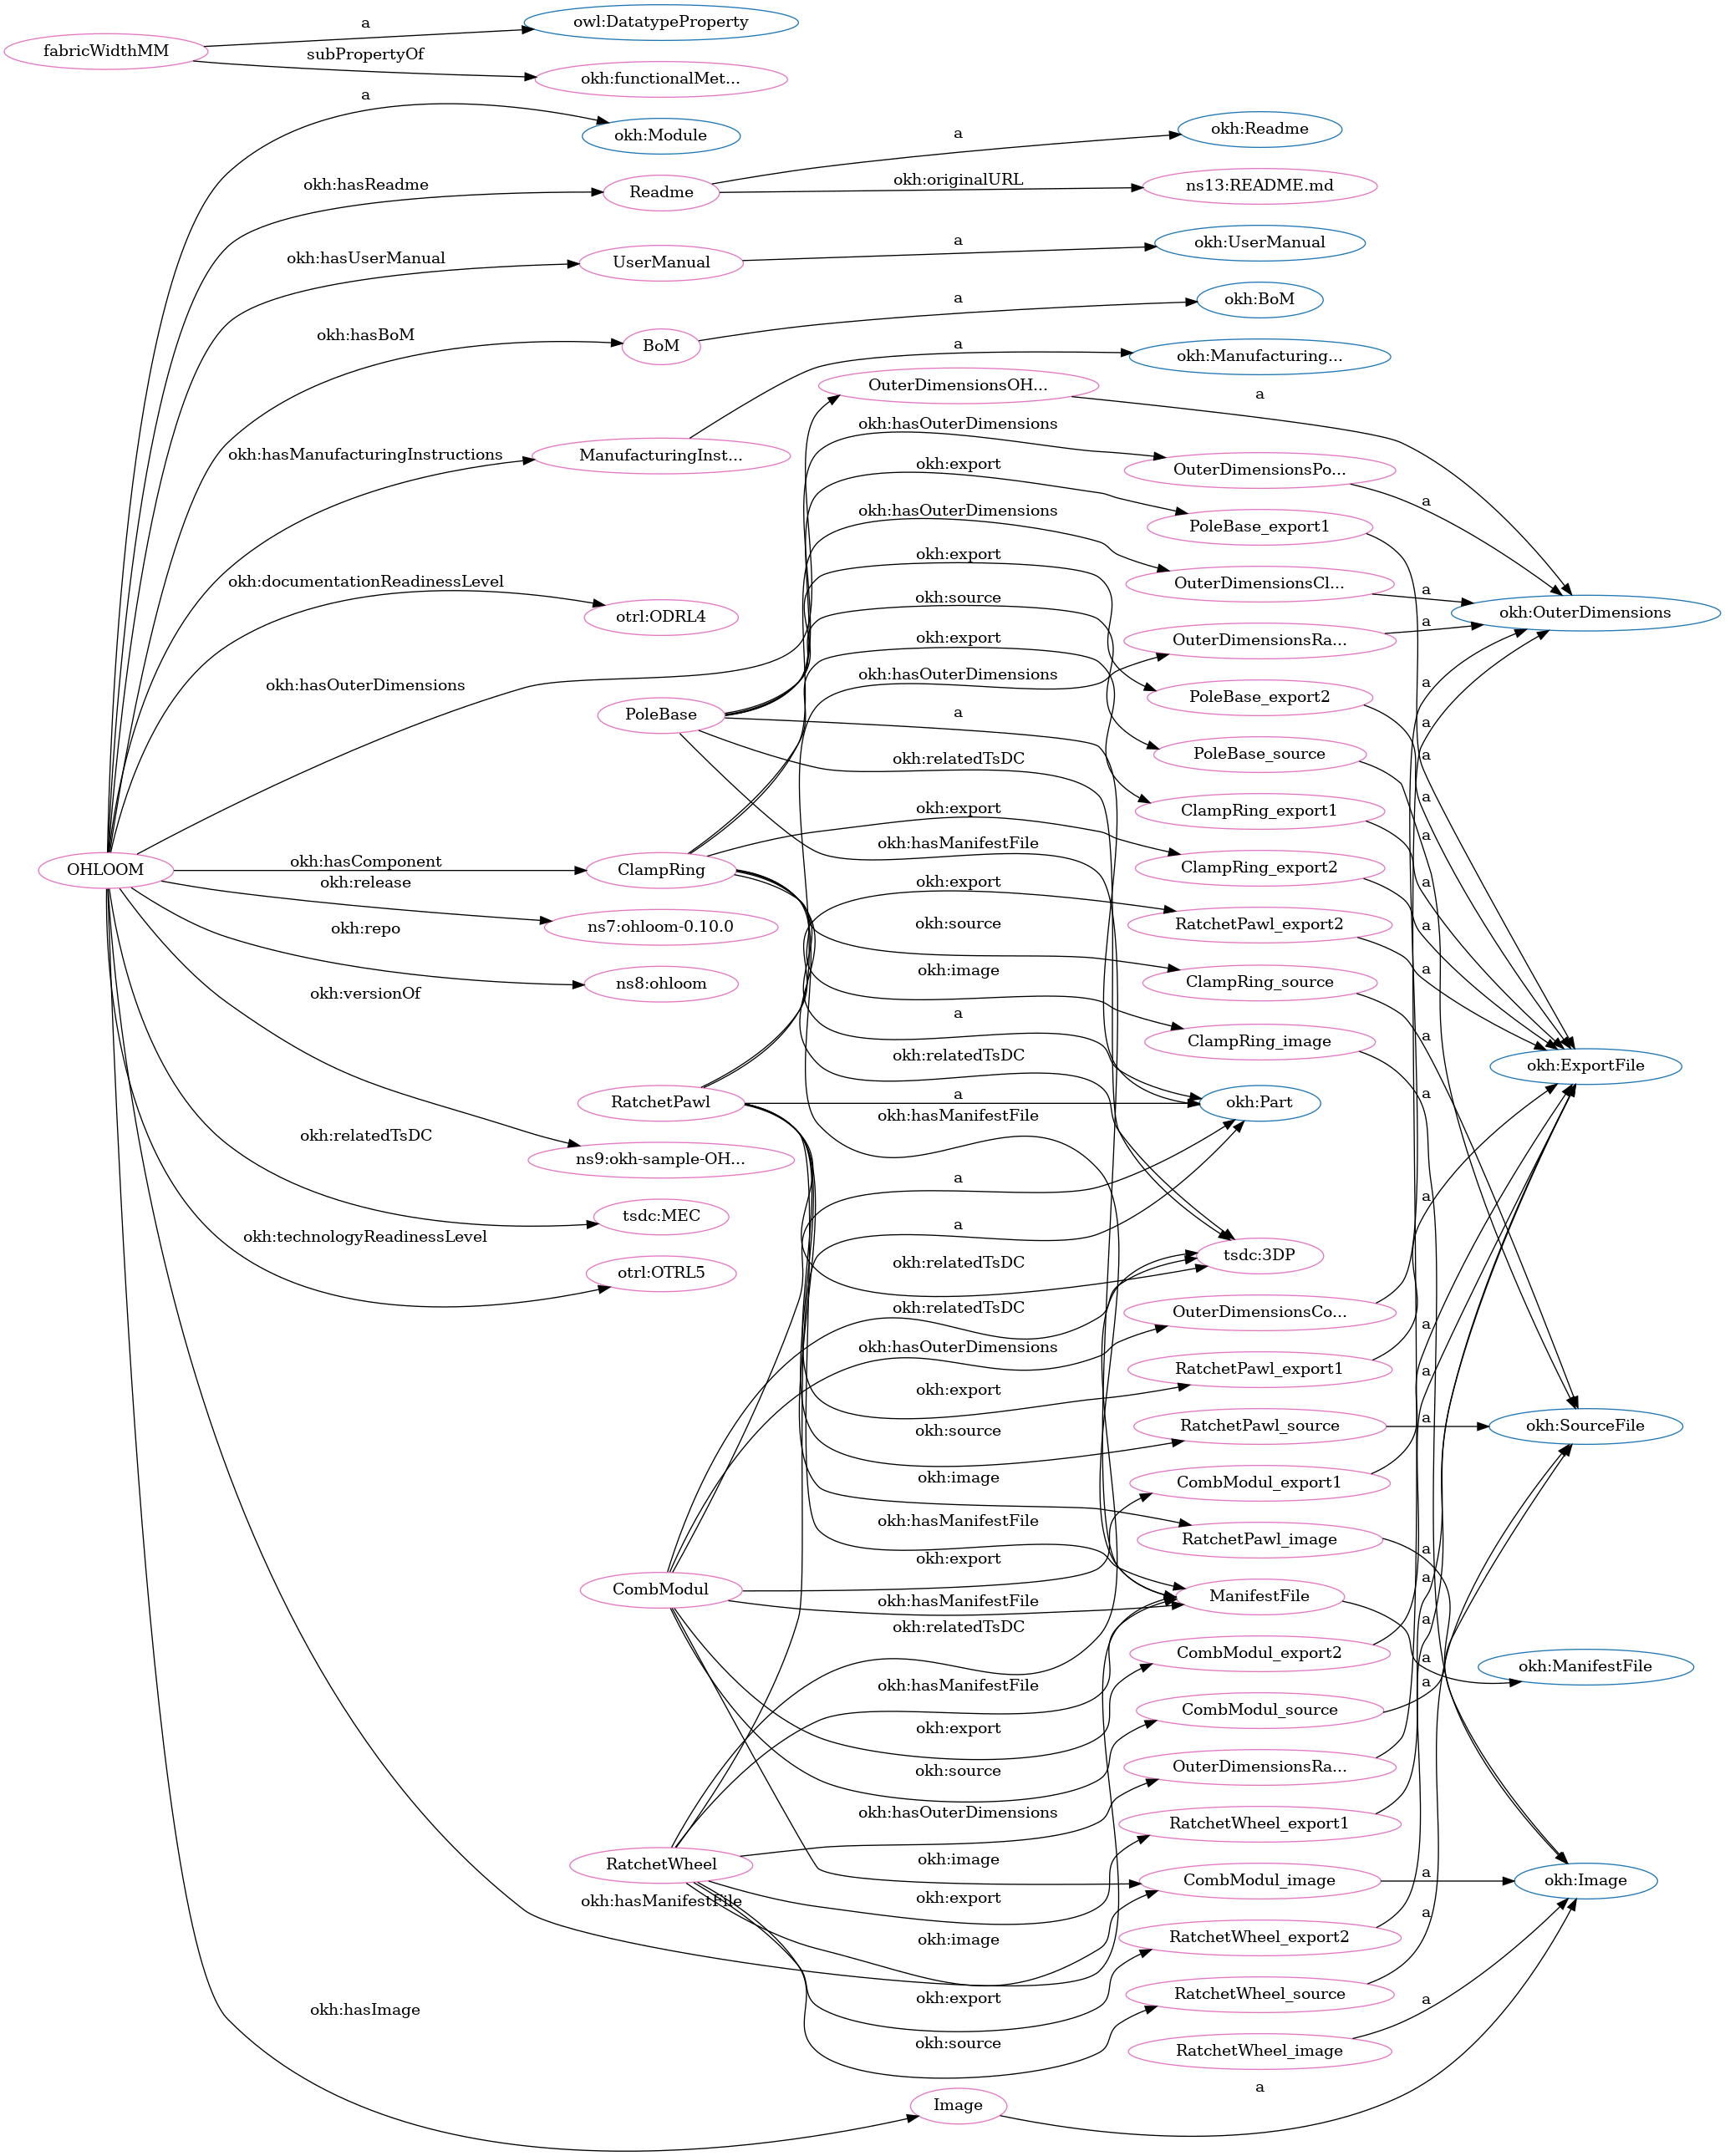 a
owl:DatatypeProperty
fabricWidthMM
subPropertyOf
okh:functionalMet...
a
okh:Module
okh:Readme
a
okh:hasReadme
Readme
okh:originalURL
ns13:README.md
okh:hasUserManual
UserManual
a
okh:UserManual
okh:hasBoM
BoM
a
okh:BoM
a
okh:Manufacturing...
OuterDimensionsOH...
a
okh:hasManufacturingInstructions
ManufacturingInst...
okh:hasOuterDimensions
OuterDimensionsPo...
a
okh:export
PoleBase_export1
okh:hasOuterDimensions
okh:export
okh:documentationReadinessLevel
otrl:ODRL4
OuterDimensionsCl...
a
okh:source
okh:OuterDimensions
a
okh:export
OuterDimensionsRa...
okh:hasOuterDimensions
okh:hasOuterDimensions
a
PoleBase_export2
PoleBase
a
a
PoleBase_source
a
okh:relatedTsDC
a
okh:export
ClampRing_export1
okh:hasManifestFile
a
OHLOOM
okh:hasComponent
ClampRing
ClampRing_export2
okh:release
okh:export
a
ns7:ohloom-0.10.0
RatchetPawl_export2
okh:repo
okh:source
a
ns8:ohloom
okh:image
ClampRing_source
a
okh:versionOf
a
ClampRing_image
a
okh:relatedTsDC
okh:ExportFile
RatchetPawl
a
okh:Part
a
okh:hasManifestFile
okh:relatedTsDC
ns9:okh-sample-OH...
a
a
tsdc:MEC
a
okh:technologyReadinessLevel
otrl:OTRL5
okh:relatedTsDC
tsdc:3DP
okh:relatedTsDC
OuterDimensionsCo...
a
okh:hasOuterDimensions
RatchetPawl_export1
a
okh:export
okh:source
RatchetPawl_source
a
okh:SourceFile
okh:image
CombModul_export1
okh:hasManifestFile
RatchetPawl_image
a
okh:export
a
CombModul
okh:hasManifestFile
ManifestFile
a
okh:relatedTsDC
CombModul_export2
a
okh:ManifestFile
okh:hasManifestFile
CombModul_source
a
okh:export
okh:source
OuterDimensionsRa...
okh:hasOuterDimensions
RatchetWheel_export1
RatchetWheel
okh:image
CombModul_image
a
okh:Image
okh:hasManifestFile
okh:export
a
okh:image
RatchetWheel_export2
okh:export
RatchetWheel_source
a
okh:hasImage
okh:source
RatchetWheel_image
a
Image